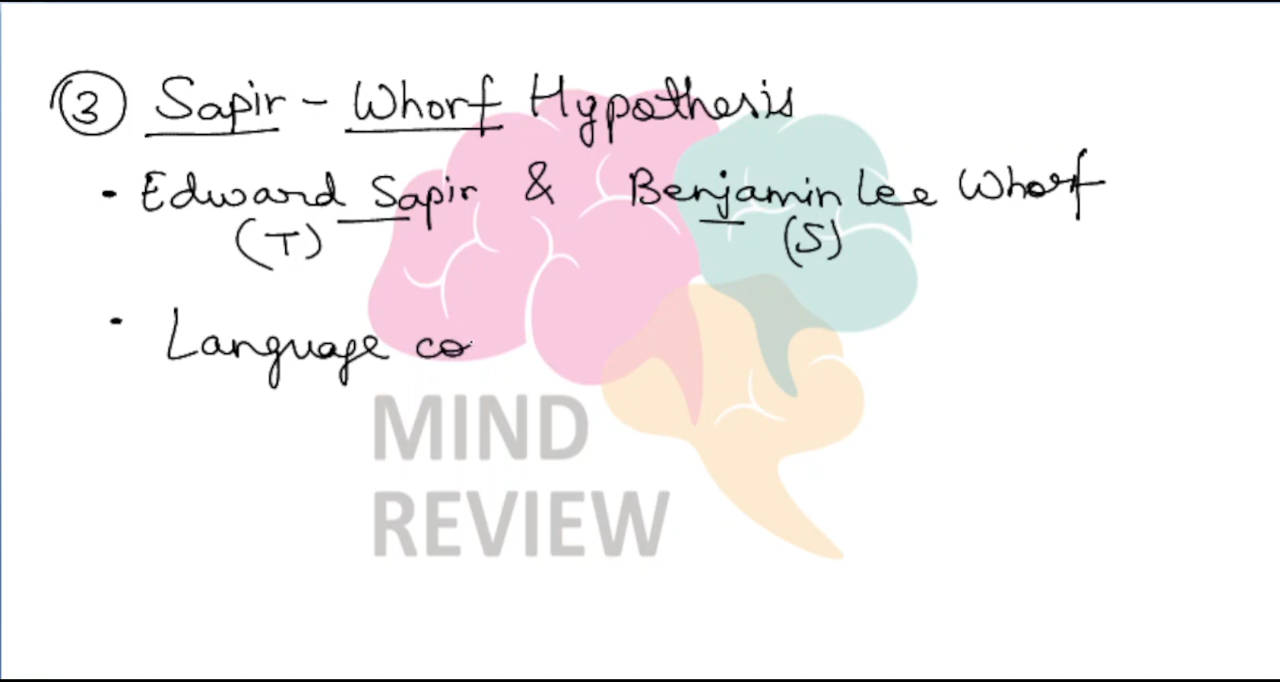 ③ Sapir - Whorf Hypothesis
• Edward Sapir & Benjamin Lee Whorf
(T) (S)
• Language co
MIND
REVIEW